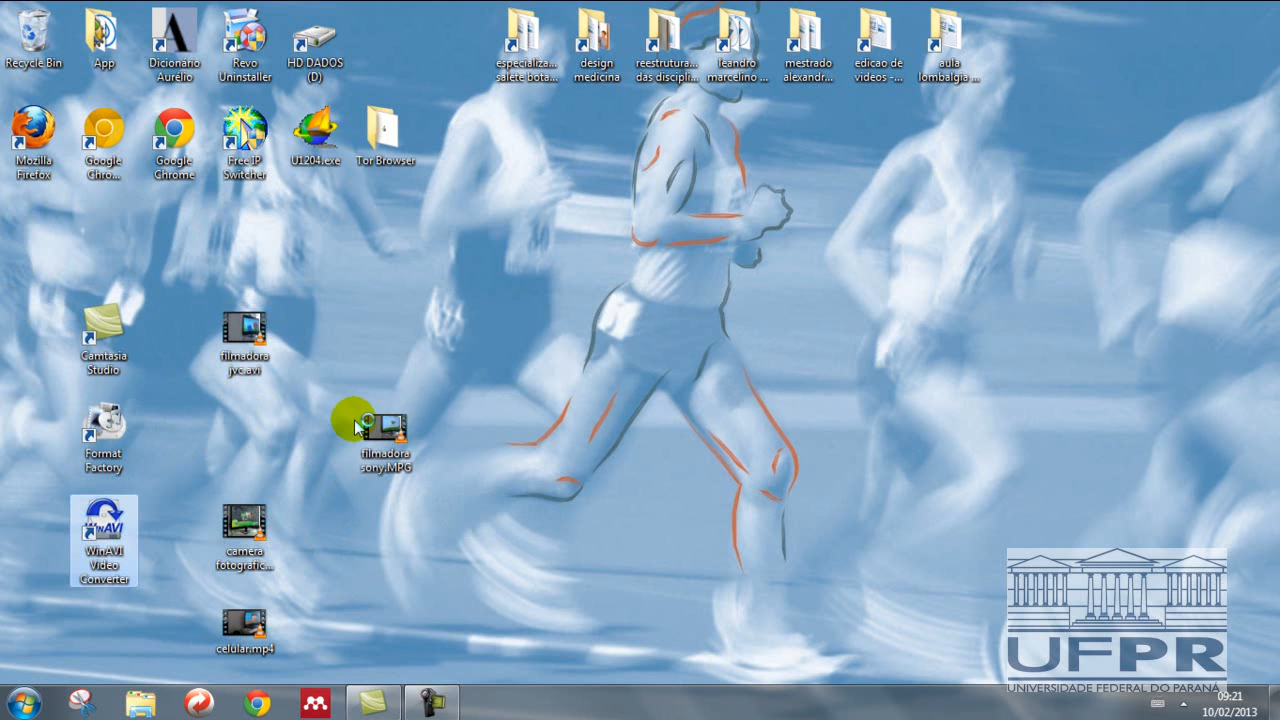 Recycle Bin
App
Dicionário
Aurélio
Revo
Uninstaller
HD DADOS
(D)
especializa...
salete bota...
design
medicina
reestrutura...
das discipli...
leandro
marcelino ...
mestrado
alexandr...
edicao de
videos -...
aula
lombalgia ...
Mozilla
Firefox
Google
Chro...
Google
Chrome
Free IP
Switcher
U1204.exe
Tor Browser
Camtasia
Studio
filmadora
jvc.avi
Format
Factory
filmadora
sony.MPG
WinAVI
WinAVI
Video
Converter
camera
fotografic...
celular.mp4
UFPR
UNIVERSIDADE FEDERAL DO PARANÁ
09:21
10/02/2013